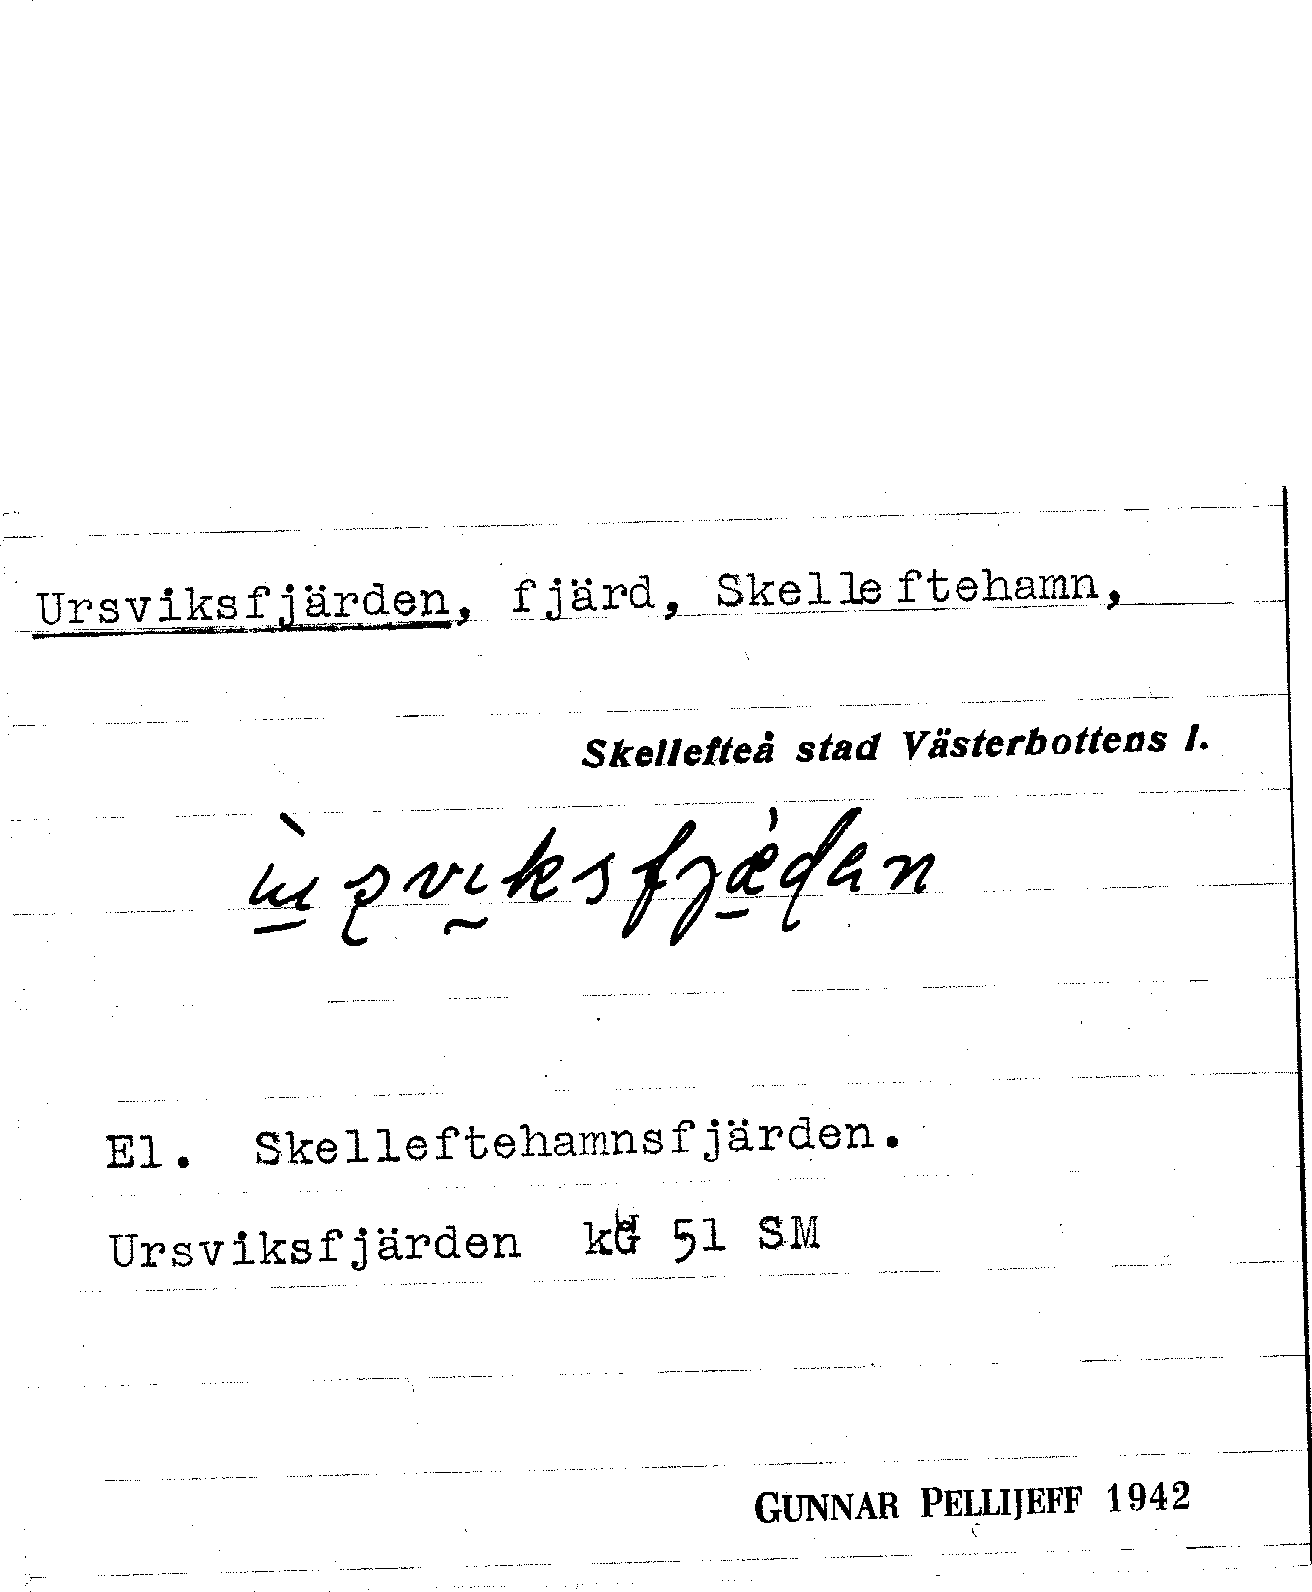 Ursviksfjärden, fjärd, Skelleftehamn,
Skellefteå stad Västerbottens l.
El. Skelleftehamnsfjärden.
Ursviksfjärden 51 SM
GUNNAR PELLIJEFF 1942